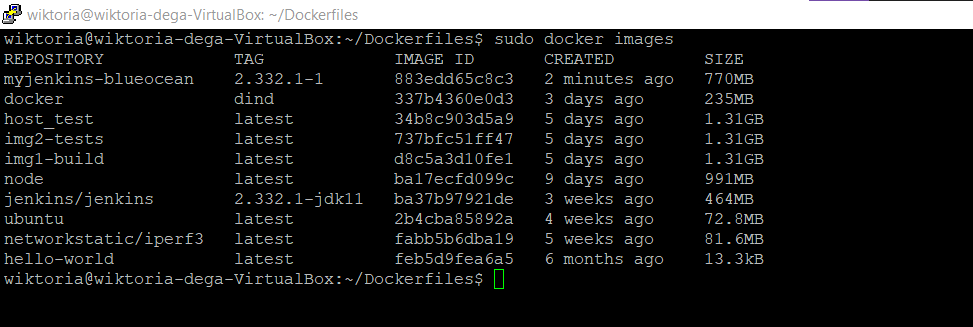 wiktoria@wiktoria-dega-VirtualBox: ~/Dockerfiles
wiktoria@wiktoria-dega-VirtualBox:~/Dockerfiles$ sudo docker images
REPOSITORY TAG IMAGE ID CREATED SIZE
myjenkins-blueocean 2.332.1-1 883edd65c8c3 2 minutes ago 770MB
docker dind 337b4360e0d3 3 days ago 235MB
host_test latest 34b8c903d5a9 5 days ago 1.31GB
img2-tests latest 737bfc51ff47 5 days ago 1.31GB
img1-build latest d8c5a3d10fe1 5 days ago 1.31GB
node latest ba17ecfd099c 9 days ago 991MB
jenkins/jenkins 2.332.1-jdk11 ba37b97921de 3 weeks ago 464MB
ubuntu latest 2b4cba85892a 4 weeks ago 72.8MB
networkstatic/iperf3 latest fabb5b6dba19 5 weeks ago 81.6MB
hello-world latest feb5d9fea6a5 6 months ago 13.3kB
wiktoria@wiktoria-dega-VirtualBox:~/Dockerfiles$